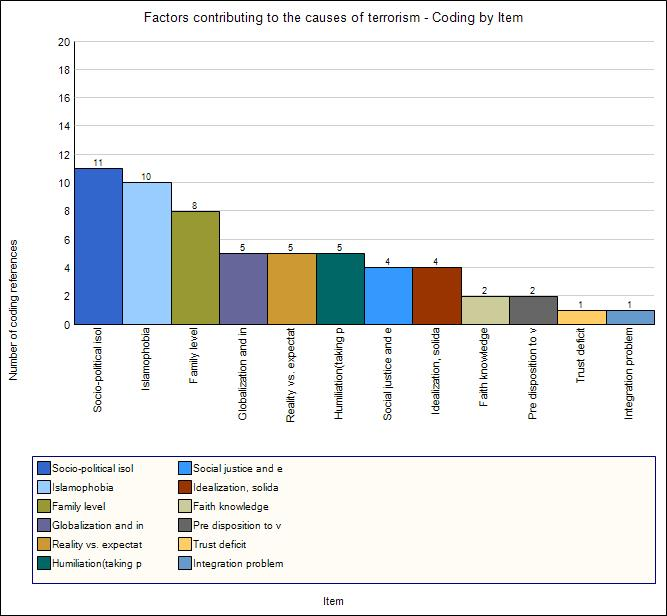 Factors contributing to the causes of terrorism - Coding by Item
Number of coding references
20
18
16
14
12
10
8
6
4
2
0
11
10
8
5
5
5
4
4
2
2
1
1
Socio-political isol
Islamophobia
Family level
Globalization and in
Reality vs. expectat
Humiliation(taking p
Social justice and e
Idealization, solida
Faith knowledge
Pre disposition to v
Trust deficit
Integration problem
Socio-political isol
Islamophobia
Family level
Globalization and in
Reality vs. expectat
Humiliation(taking p
Social justice and e
Idealization, solida
Faith knowledge
Pre disposition to v
Trust deficit
Integration problem
Item